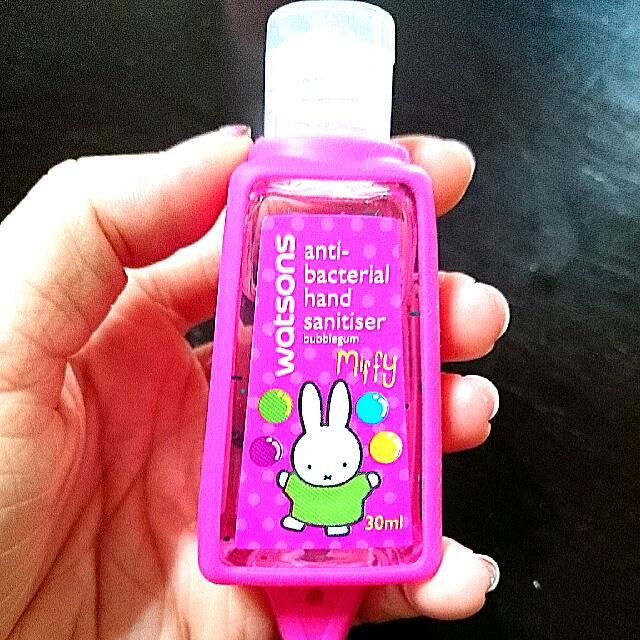 watsons
anti-
bacterial
hand
sanitiser
bubblegum
Miffy
30ml